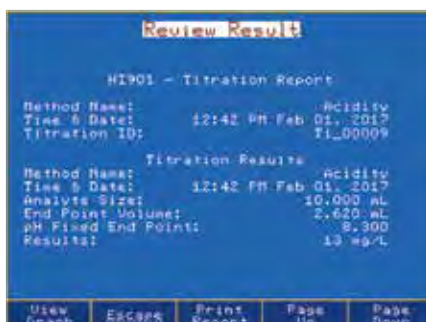 Review Result
HI901 - Titration Report
Method Name: Acidity
Time & Date: 12:42 PM Feb 01, 2017
Titration ID: Ti_00009
Titration Results
Method Name: Acidity
Time & Date: 12:42 PM Feb 01, 2017
Analyte Size: 10.000 mL
End Point Volume: 2.620 mL
pH Fixed End Point: 8.300
Results: 13 mg/L
View Graph
Escape
Print Report
Page Up
Page Down